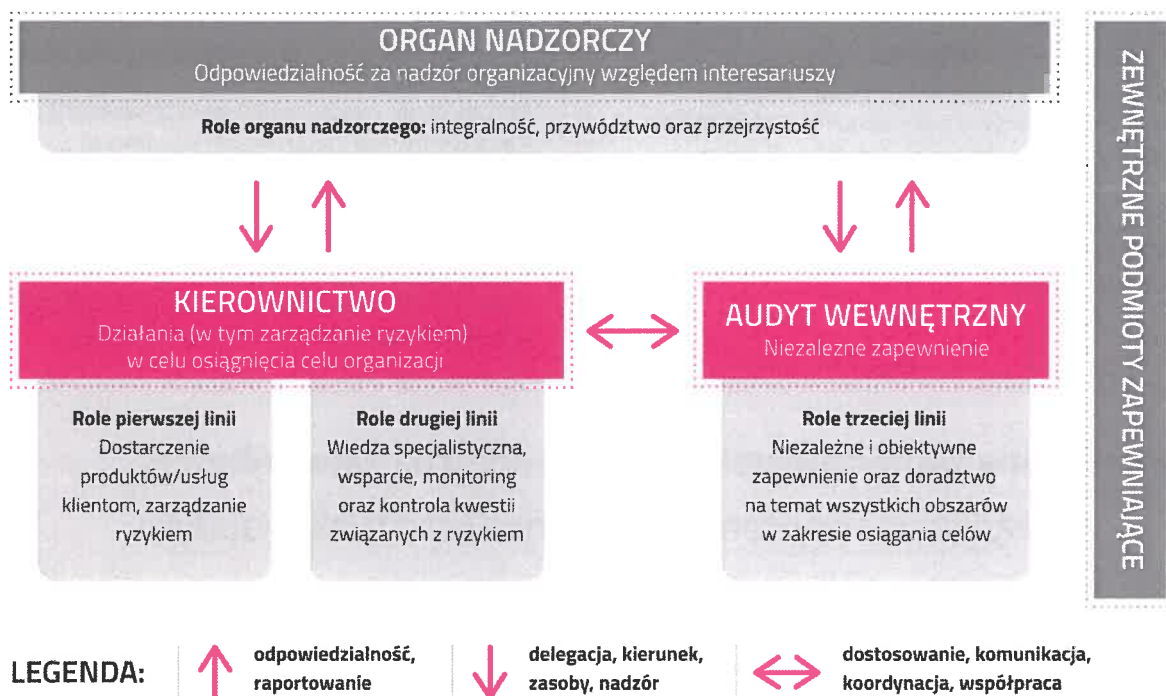 ORGAN NADZORCZY
Odpowiedzialność za nadzór organizacyjny względem interesariuszy
Role organu nadzorczego: integralność, przywództwo oraz przejrzystość
KIEROWNICTWO
Działania (w tym zarządzanie ryzykiem)
w celu osiągnięcia celu organizacji
Role pierwszej linii
Dostarczenie
produktów/usług
klientom, zarządzanie
ryzykiem
Role drugiej linii
Wiedza specjalistyczna,
wsparcie, monitoring
oraz kontrola kwestii
związanych z ryzykiem
AUDYT WEWNĘTRZNY
Niezależne zapewnienie
Role trzeciej linii
Niezależne i obiektywne
zapewnienie oraz doradztwo
na temat wszystkich obszarów
w zakresie osiągania celów
ZEWNĘTRZNE PODMIOTY ZAPEWNIAJĄCE
LEGENDA:
odpowiedzialność,
raportowanie
delegacja, kierunek,
zasoby, nadzór
dostosowanie, komunikacja,
koordynacja, współpraca